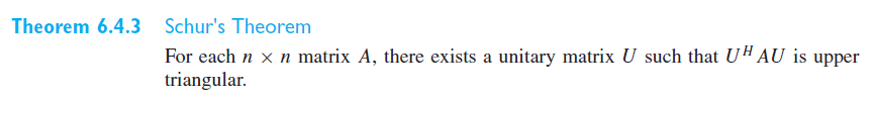 Theorem 6.4.3 Schur's Theorem
For each n × n matrix A, there exists a unitary matrix U such that Uᴴ AU is upper
triangular.